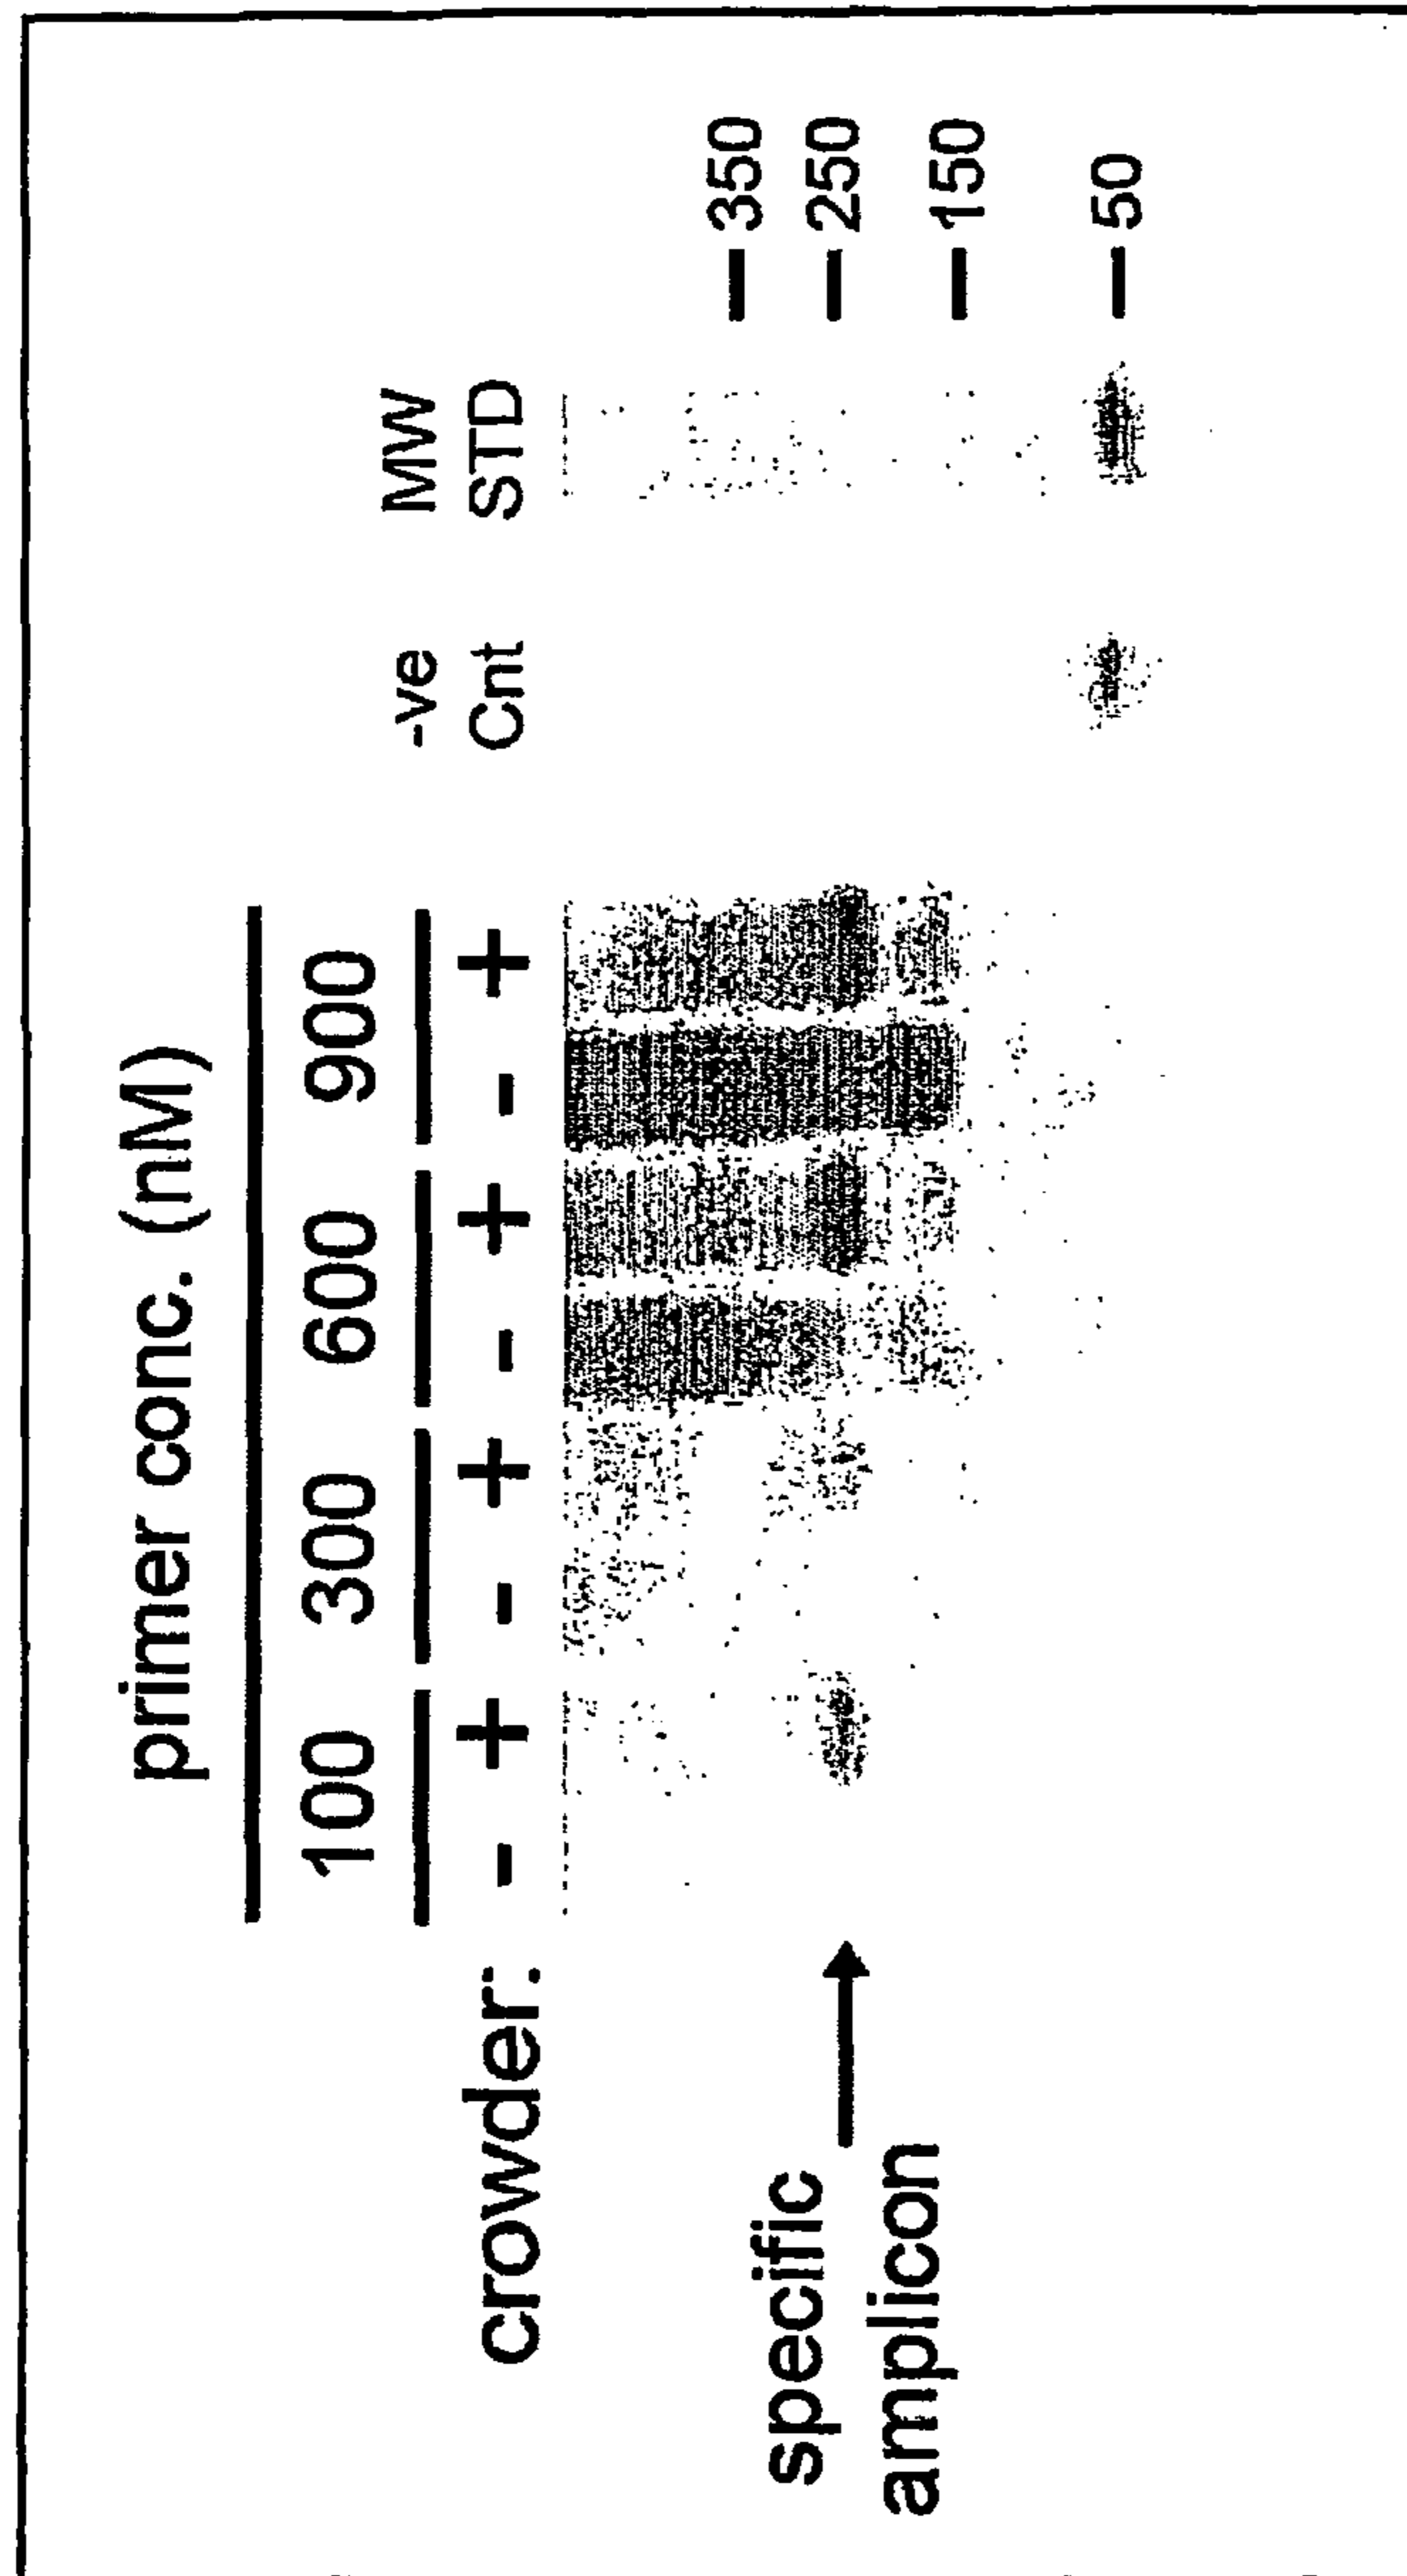 primer conc. (nM)
100 300 600 900
-ve MW
crowder: - + - + - + - + Cnt STD
350
specific
250
amplicon
150
50